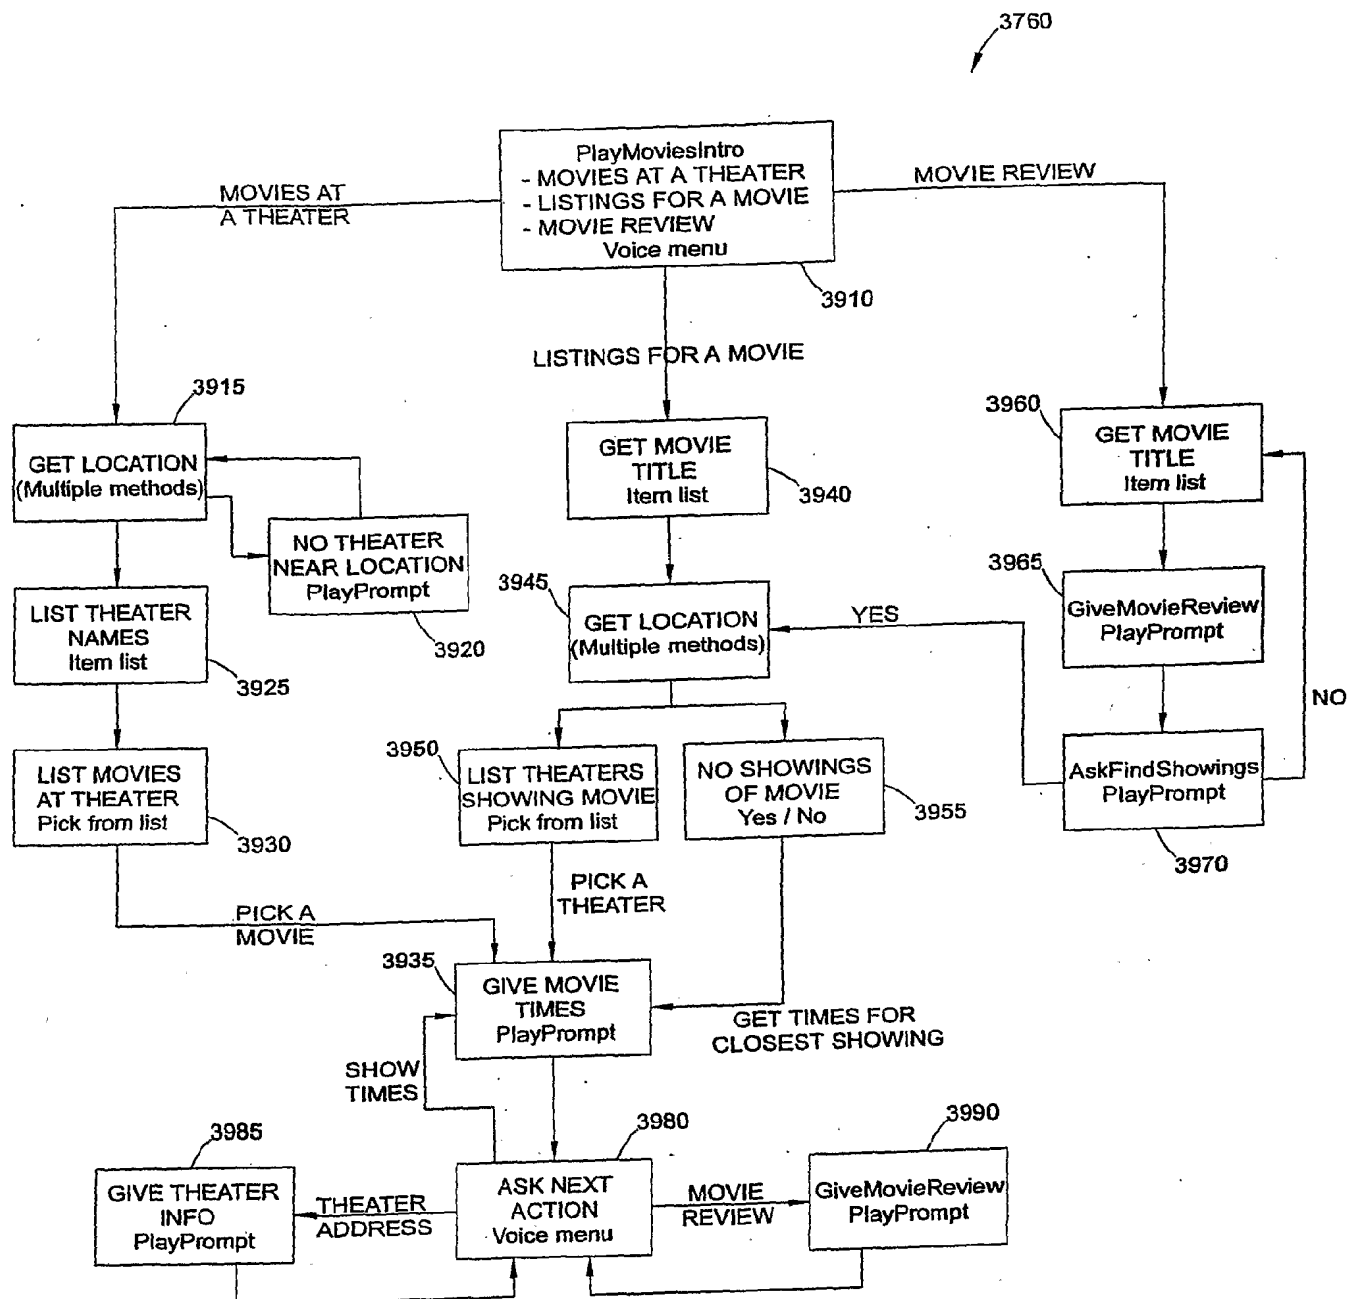 3760
PlayMoviesIntro
- MOVIES AT A THEATER
- LISTINGS FOR A MOVIE
- MOVIE REVIEW
Voice menu
3910
MOVIES AT
A THEATER
MOVIE REVIEW
LISTINGS FOR A MOVIE
3915
GET LOCATION
(Multiple methods)
NO THEATER
NEAR LOCATION
PlayPrompt
3920
LIST THEATER
NAMES
Item list
3925
LIST MOVIES
AT THEATER
Pick from list
3930
PICK A
MOVIE
GET MOVIE
TITLE
Item list
3940
3945
GET LOCATION
(Multiple methods)
YES
3950
LIST THEATERS
SHOWING MOVIE
Pick from list
NO SHOWINGS
OF MOVIE
Yes / No
3955
PICK A
THEATER
3960
GET MOVIE
TITLE
Item list
3965
GiveMovieReview
PlayPrompt
NO
AskFindShowings
PlayPrompt
3970
3935
GIVE MOVIE
TIMES
PlayPrompt
GET TIMES FOR
CLOSEST SHOWING
SHOW
TIMES
3985
GIVE THEATER
INFO
PlayPrompt
THEATER
ADDRESS
3980
ASK NEXT
ACTION
Voice menu
MOVIE
REVIEW
3990
GiveMovieReview
PlayPrompt